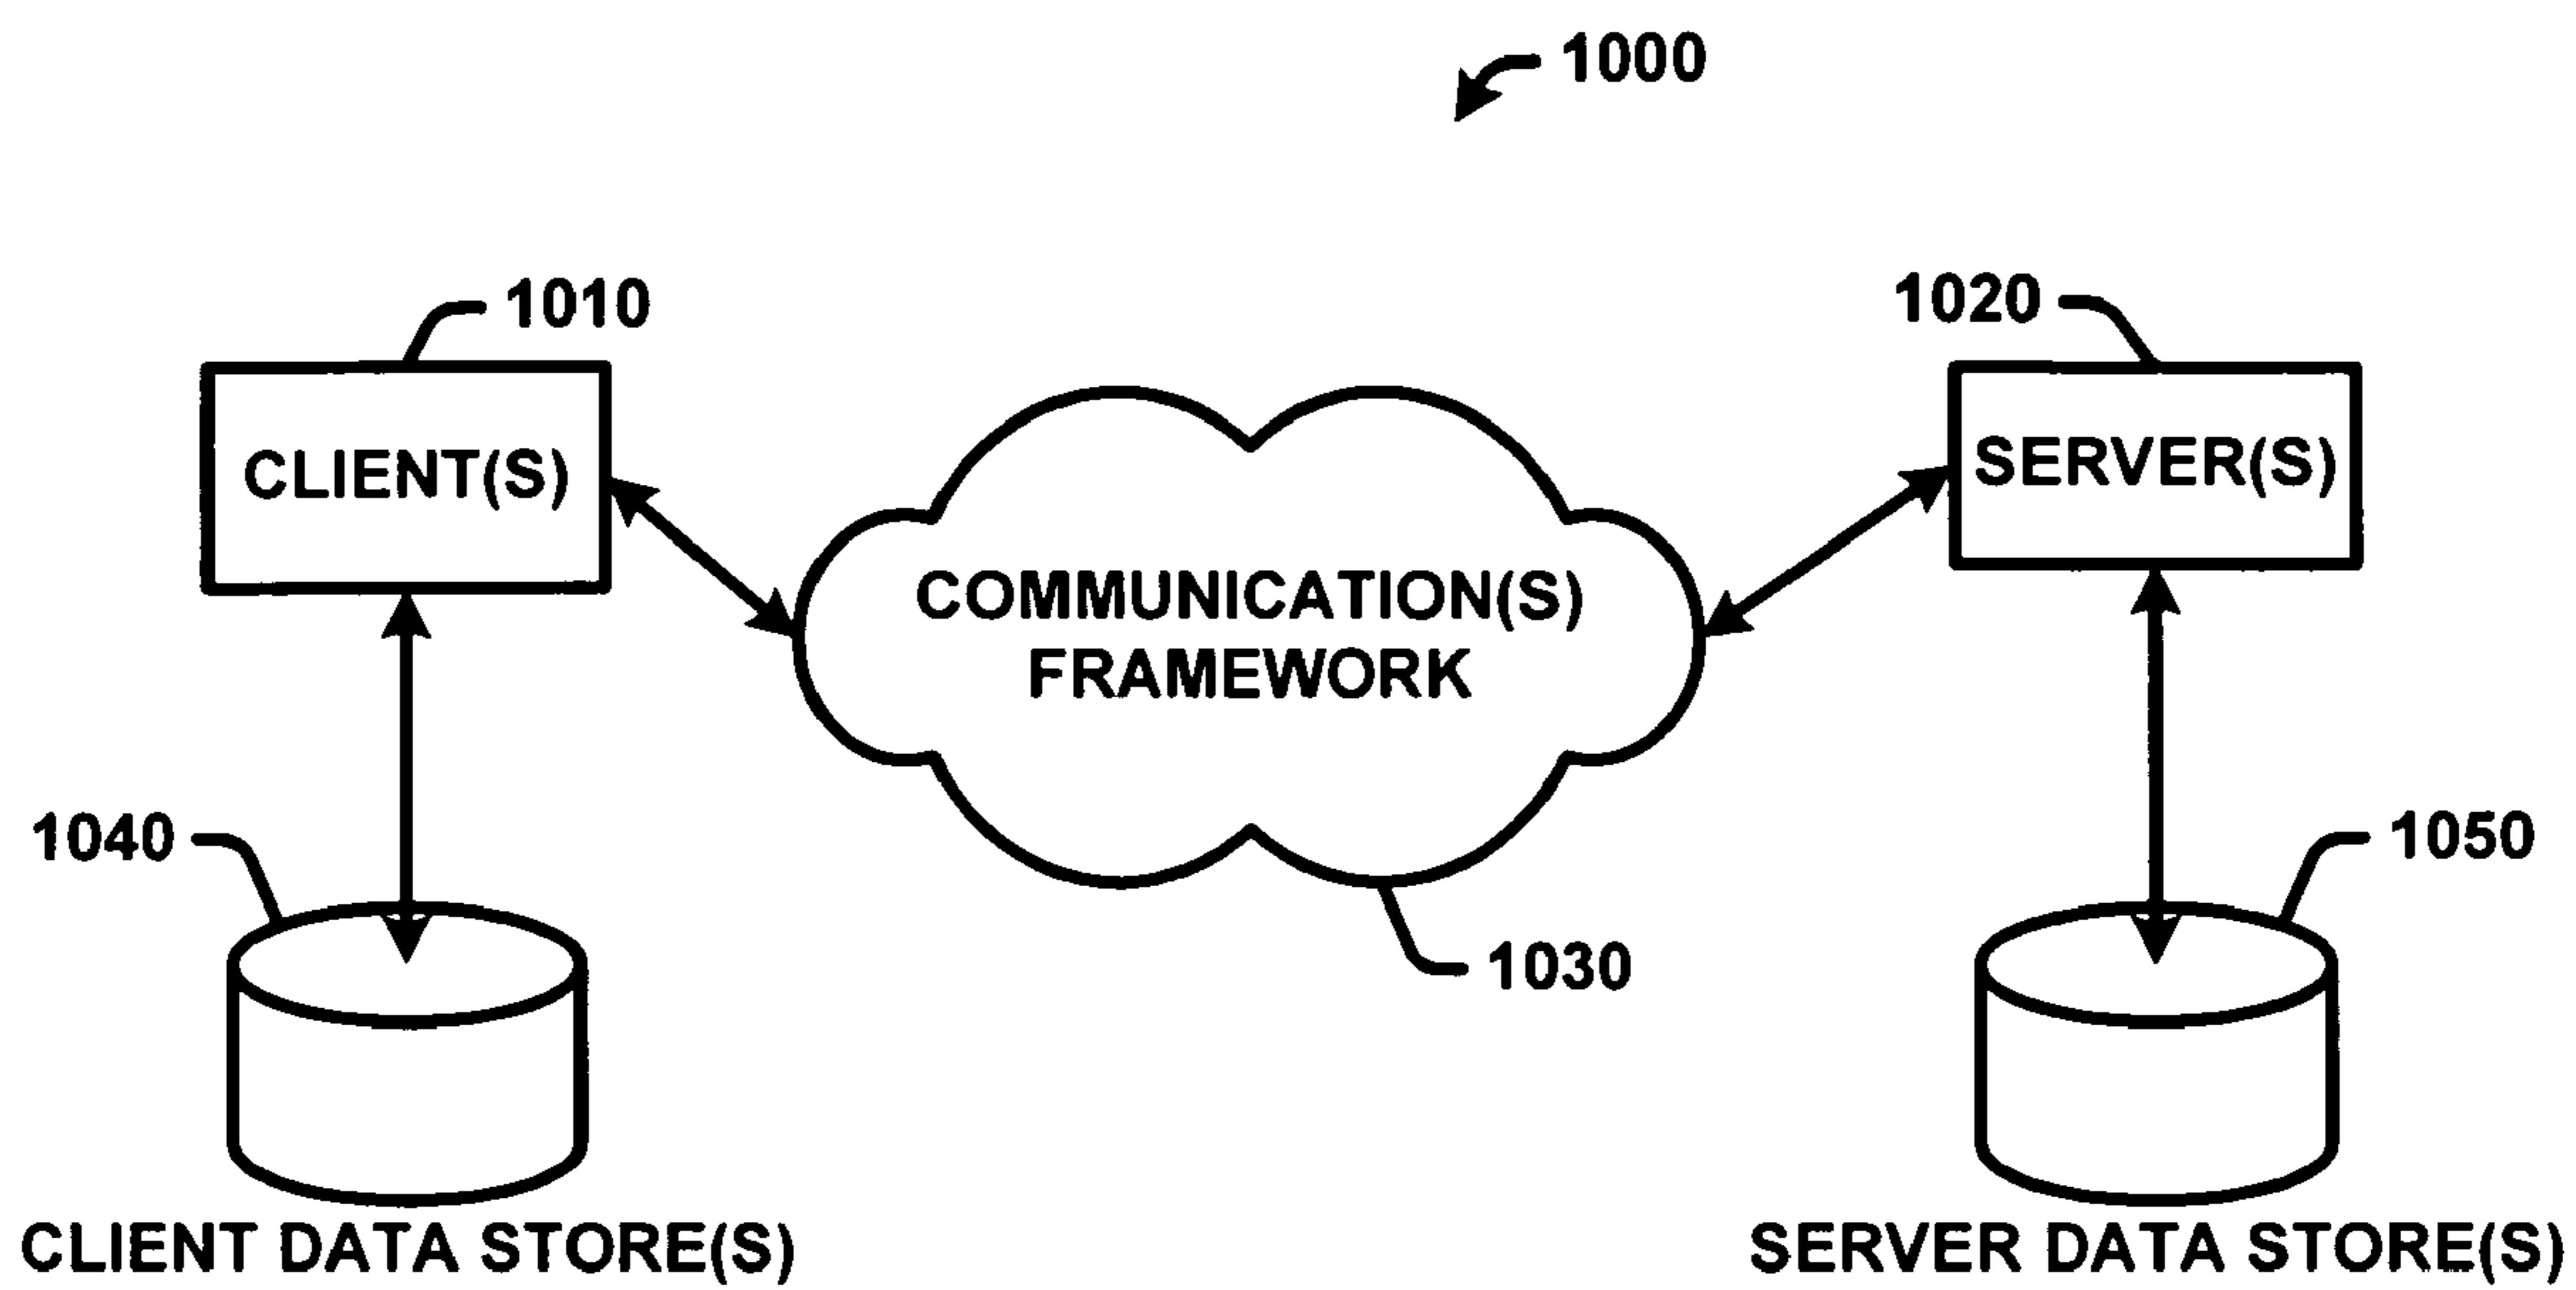 1000
1010
1020
CLIENT(S)
SERVER(S)
COMMUNICATION(S)
FRAMEWORK
1040
1050
1030
CLIENT DATA STORE(S)
SERVER DATA STORE(S)